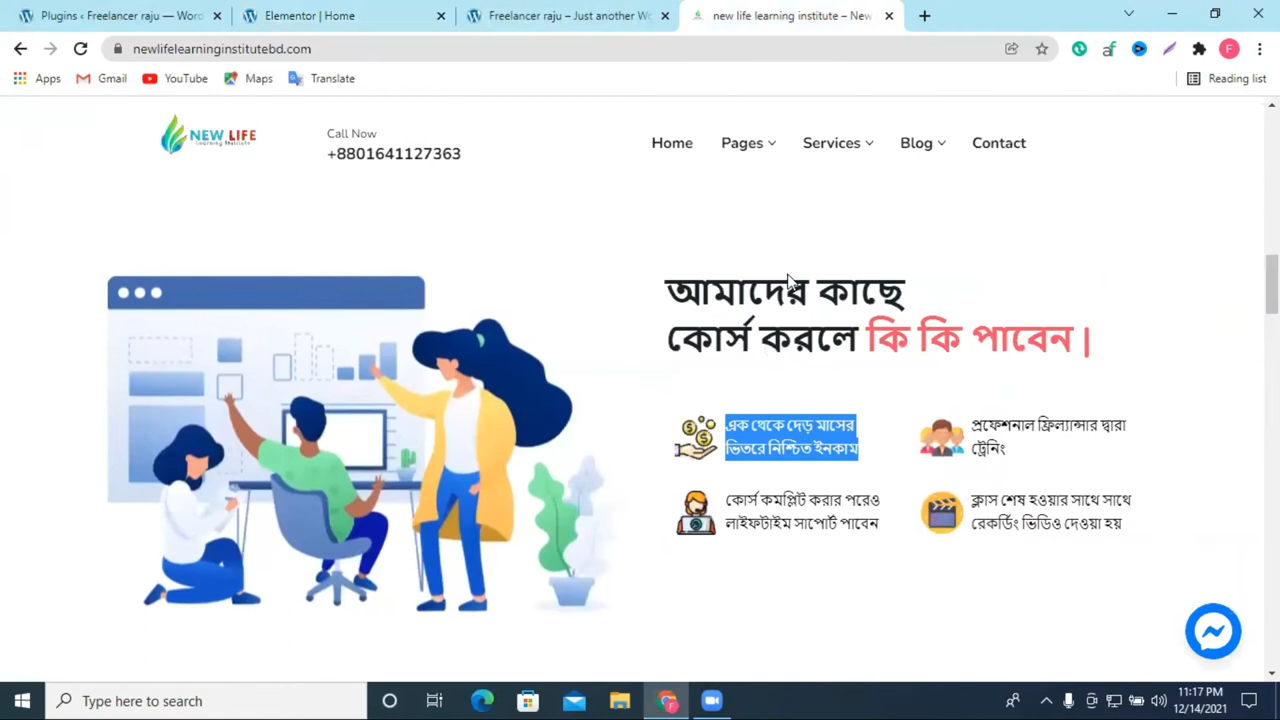 Plugins ‹ Freelancer raju — Word
Elementor | Home
Freelancer raju – Just another Wo
new life learning institute – New
newlifelearninginstitutebd.com
F
Apps
Gmail
YouTube
Maps
Translate
Reading list
NEW LIFE
Learning Institute
Call Now
+8801641127363
Home
Pages
Services
Blog
Contact
আমাদের কাছে
কোর্স করলে কি কি পাবেন |
এক থেকে দেড় মাসের
ভিতরে নিশ্চিত ইনকাম
প্রফেশনাল ফ্রিল্যান্সার দ্বারা
ট্রেনিং
কোর্স কমপ্লিট করার পরেও
লাইফটাইম সাপোর্ট পাবেন
ক্লাস শেষ হওয়ার সাথে সাথে
রেকর্ডিং ভিডিও দেওয়া হয়
Type here to search
11:17 PM
12/14/2021